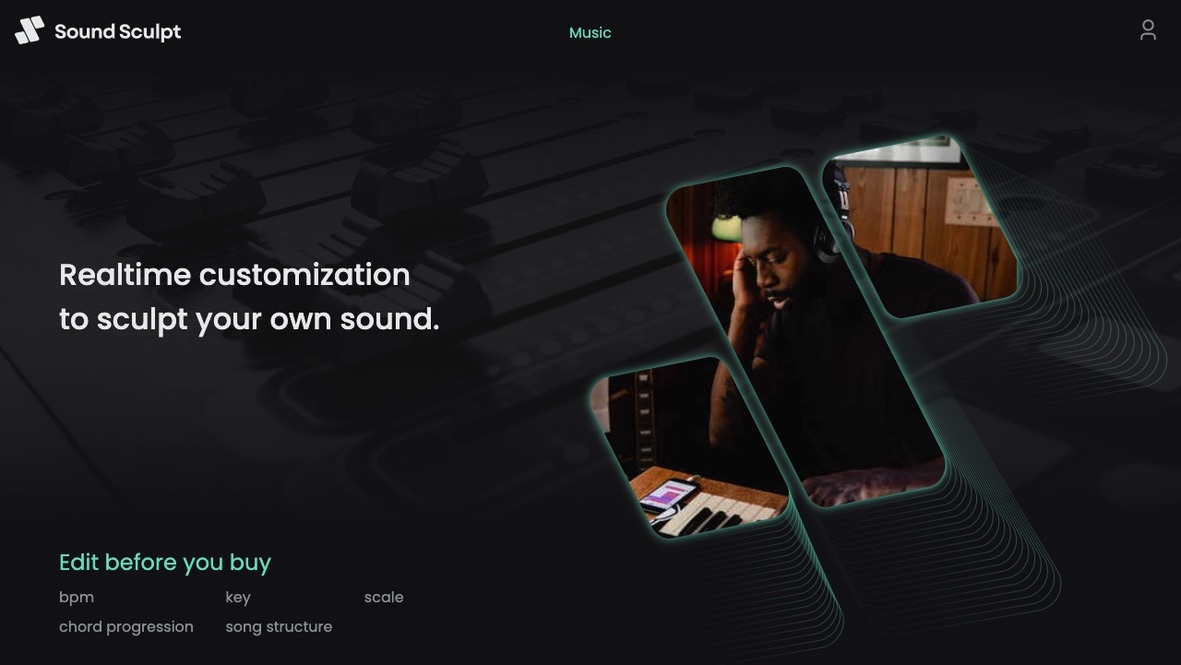 Sound Sculpt
Music
Realtime customization
to sculpt your own sound.
Edit before you buy
bpm key scale
chord progression song structure